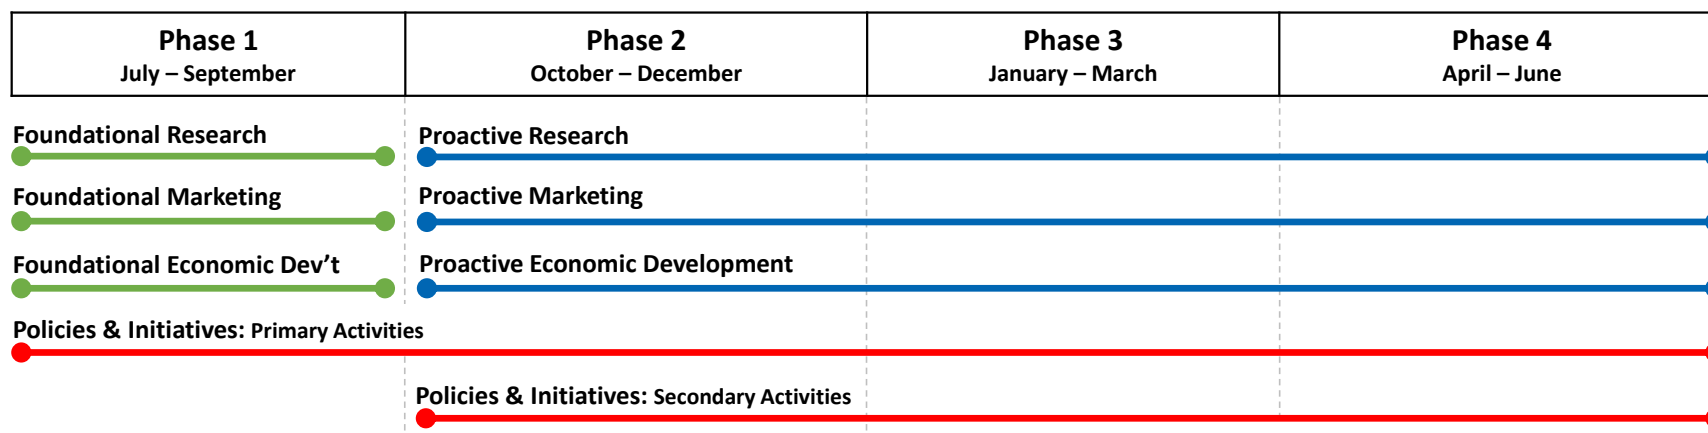 Phase 1
July – September
Phase 2
October – December
Phase 3
January – March
Phase 4
April – June
Foundational Research
Proactive Research
Foundational Marketing
Proactive Marketing
Foundational Economic Dev’t
Proactive Economic Development
Policies & Initiatives: Primary Activities
Policies & Initiatives: Secondary Activities